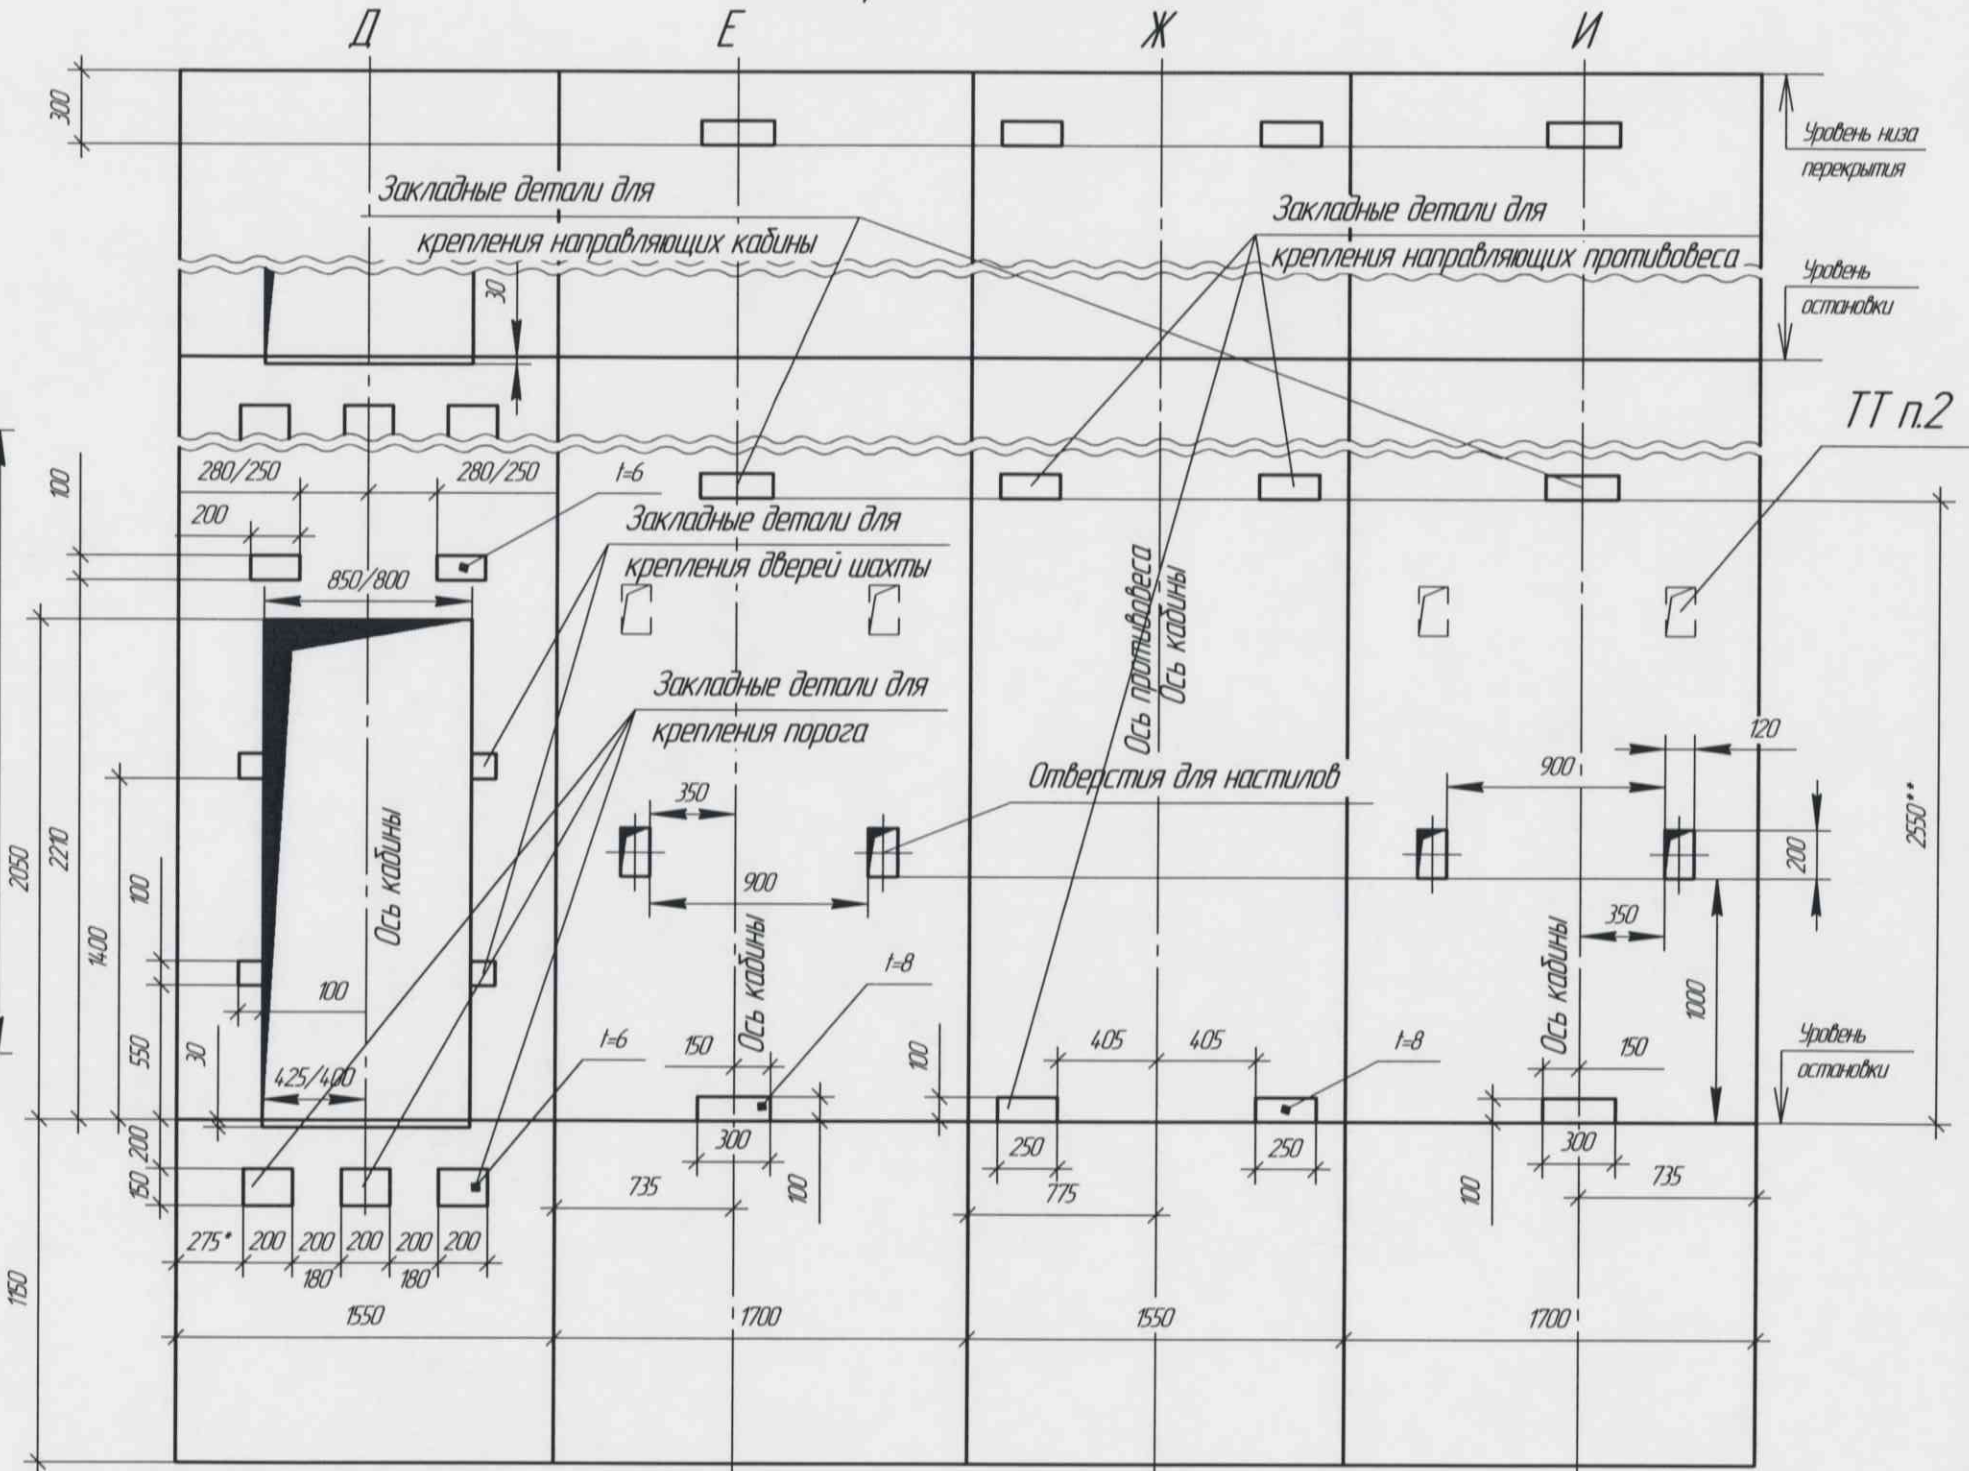 Д
Е
Ж
И
300
Уровень низа
перекрытия
Закладные детали для
крепления направляющих кабины
Закладные детали для
крепления направляющих противовеса
Уровень
остановки
30
ТТ п.2
100
280/250
280/250
t=6
200
Закладные детали для
крепления дверей шахты
850/800
Ось противовеса
Ось кабины
Закладные детали для
крепления порога
Отверстия для настилов
120
900
350
2550**
200
2050
2210
1400
100
Ось кабины
900
350
Ось кабины
t=8
Ось кабины
1000
100
550
30
425/400
t=6
150
100
405
405
t=8
150
Уровень
остановки
200
150
300
100
250
250
300
100
735
775
735
275*
200
200
200
200
200
180
180
1150
1550
1700
1550
1700